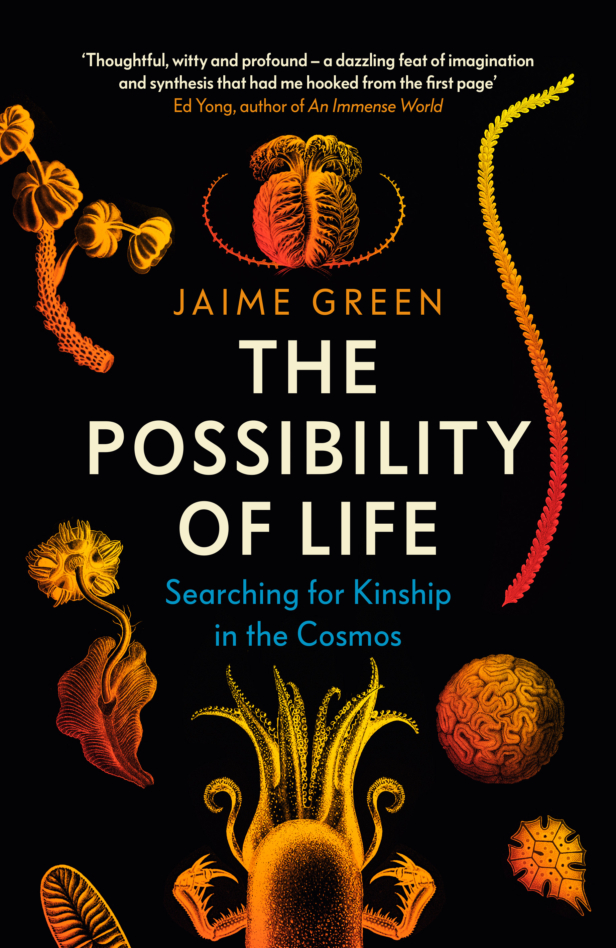 ‘Thoughtful, witty and profound – a dazzling feat of imagination
and synthesis that had me hooked from the first page’
Ed Yong, author of An Immense World
JAIME GREEN
THE
POSSIBILITY
OF LIFE
Searching for Kinship
in the Cosmos